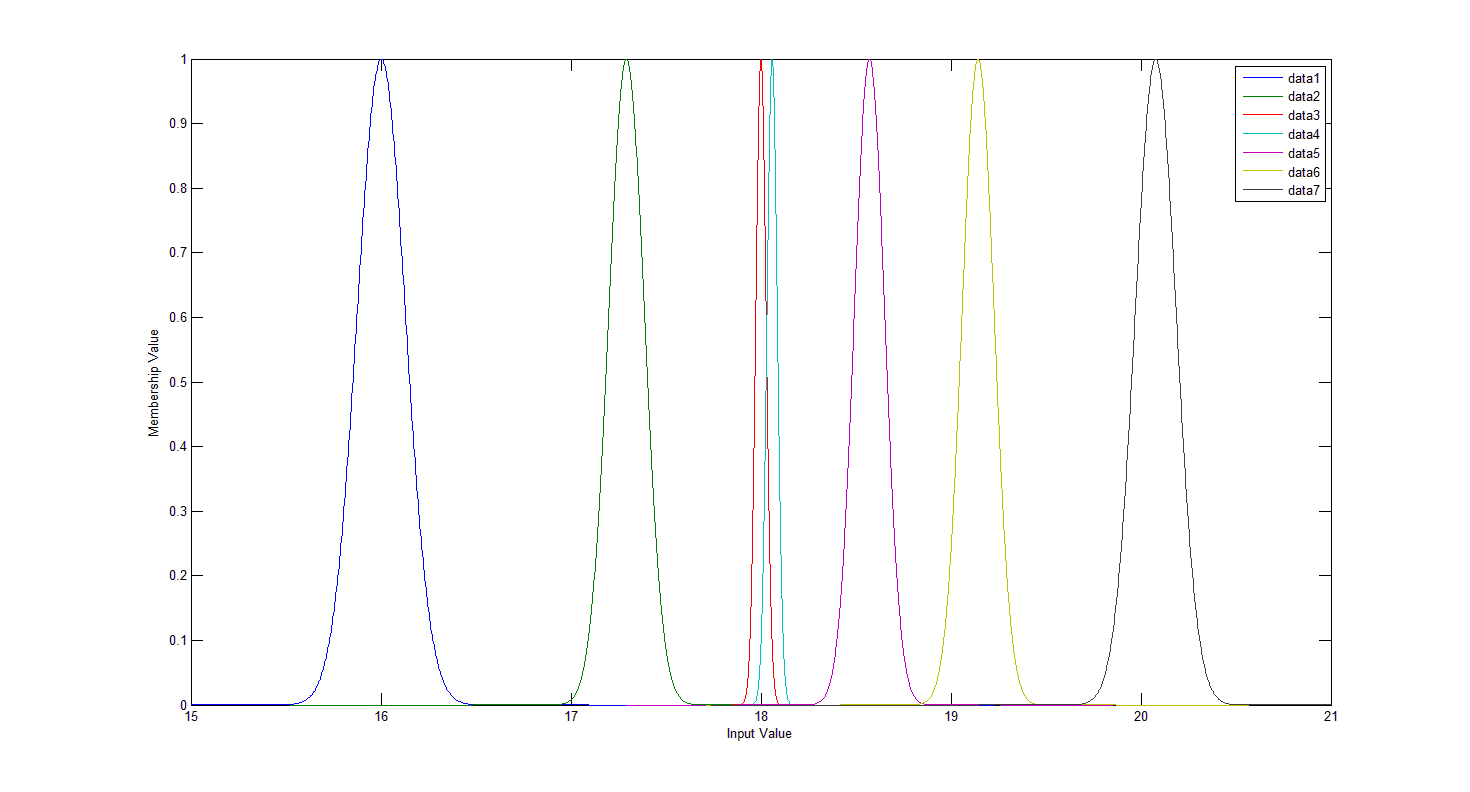 1
0.9
0.8
0.7
0.6
0.5
0.4
0.3
0.2
0.1
0
Membership Value
15 16 17 18 19 20 21
Input Value
data1
data2
data3
data4
data5
data6
data7